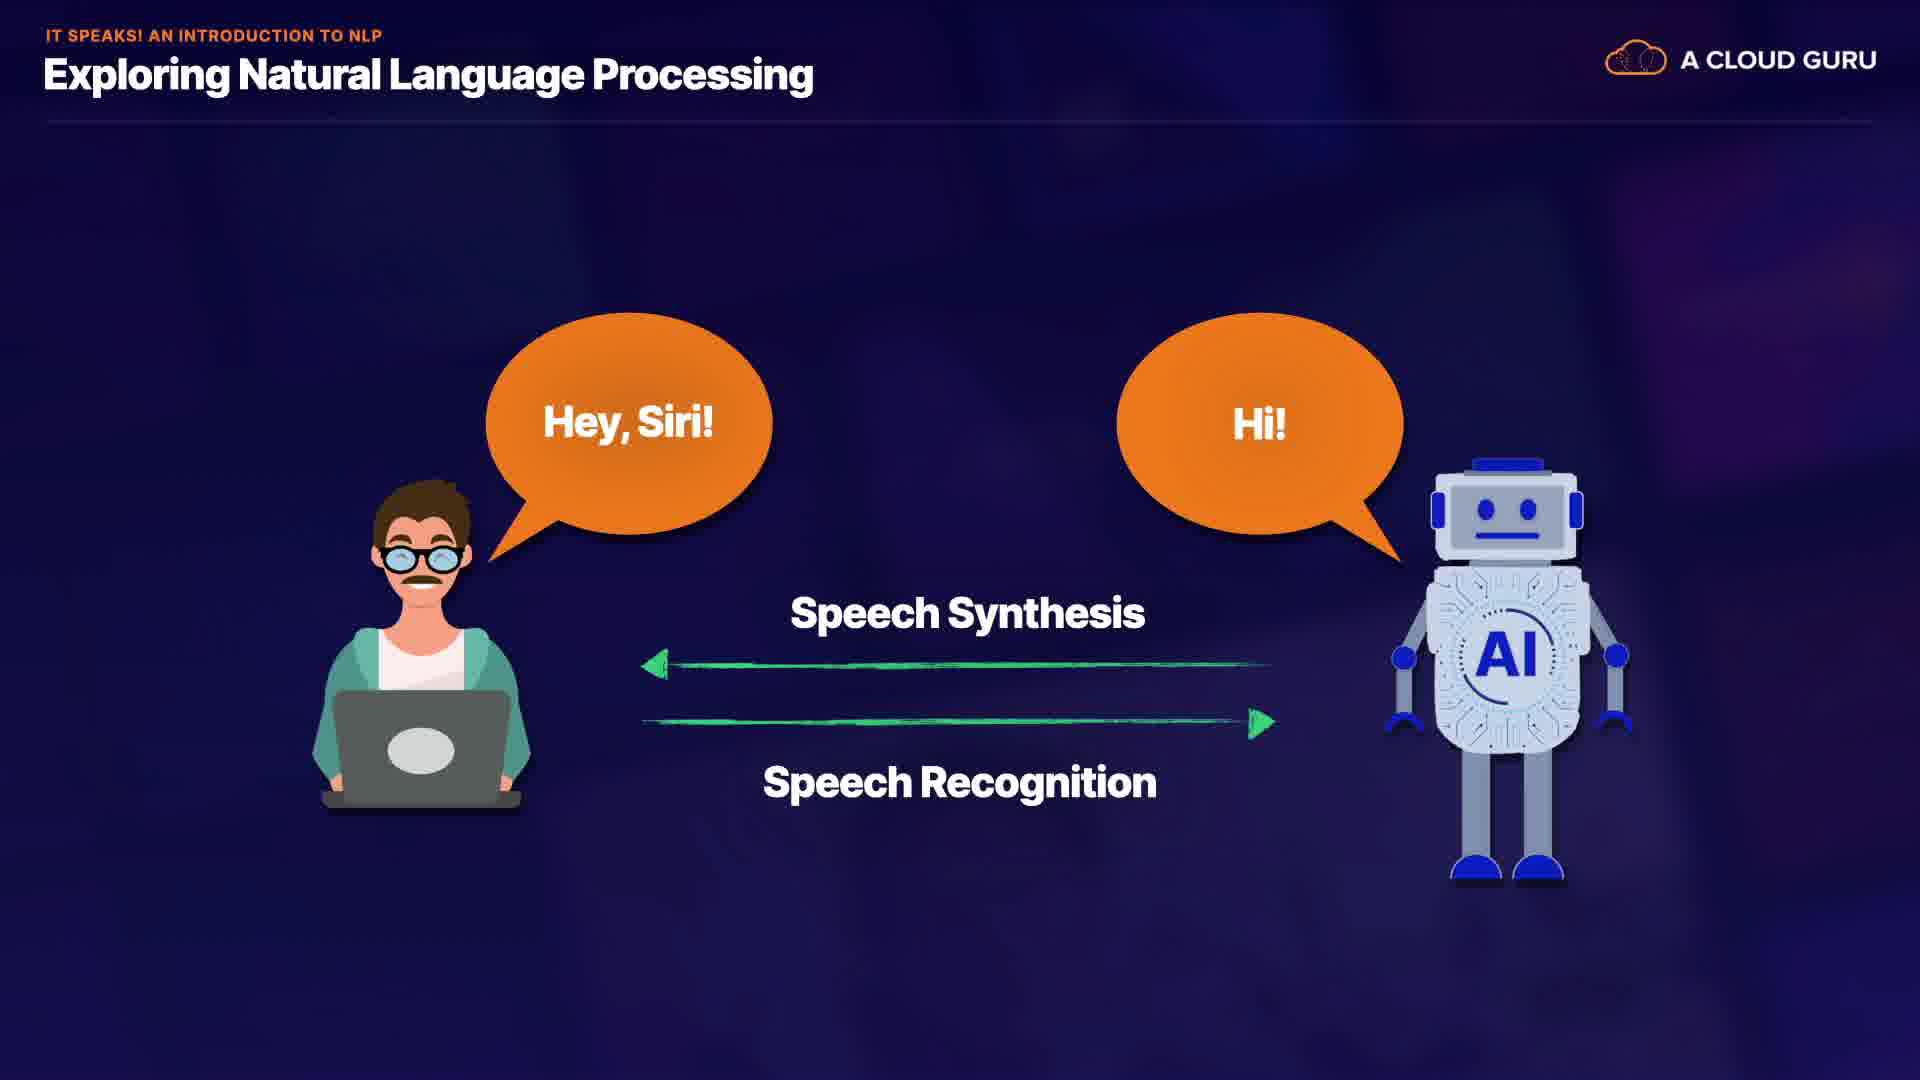 IT SPEAKS! AN INTRODUCTION TO NLP
Exploring Natural Language Processing
A CLOUD GURU
Hey, Siri!
Hi!
Speech Synthesis
AI
Speech Recognition